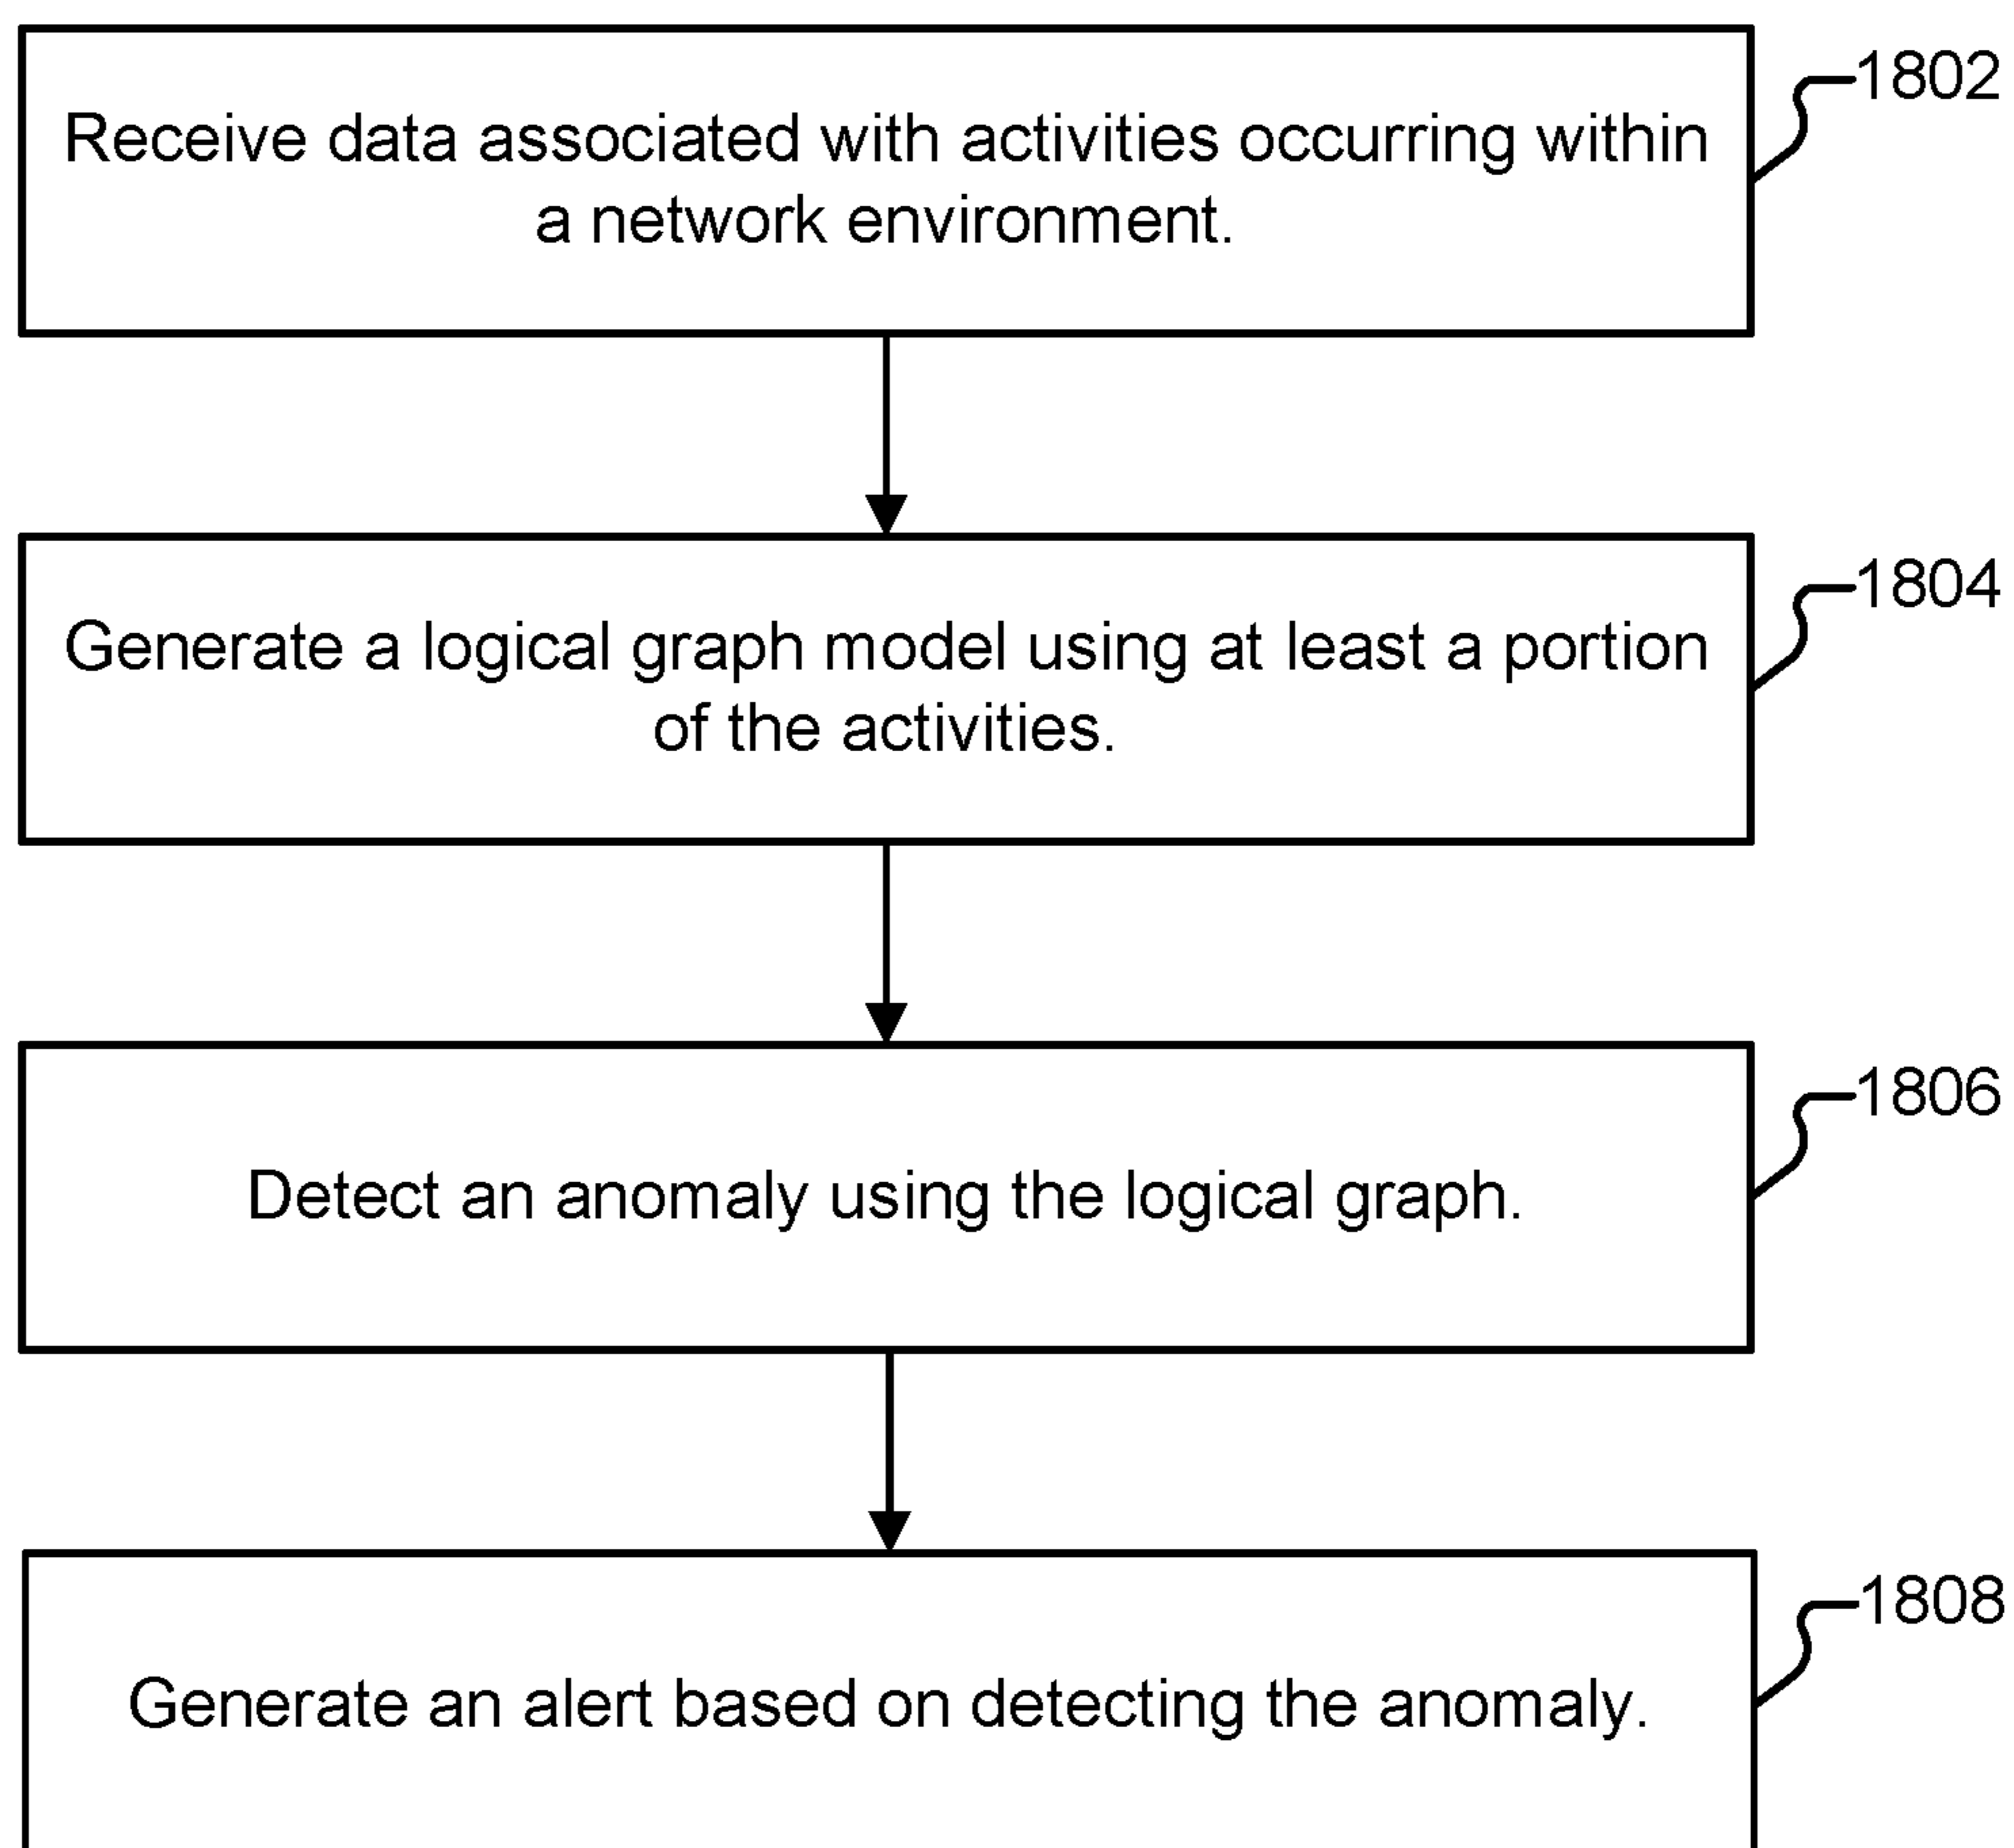 Receive data associated with activities occurring within
a network environment.
1802
Generate a logical graph model using at least a portion
of the activities.
1804
Detect an anomaly using the logical graph.
1806
Generate an alert based on detecting the anomaly.
1808